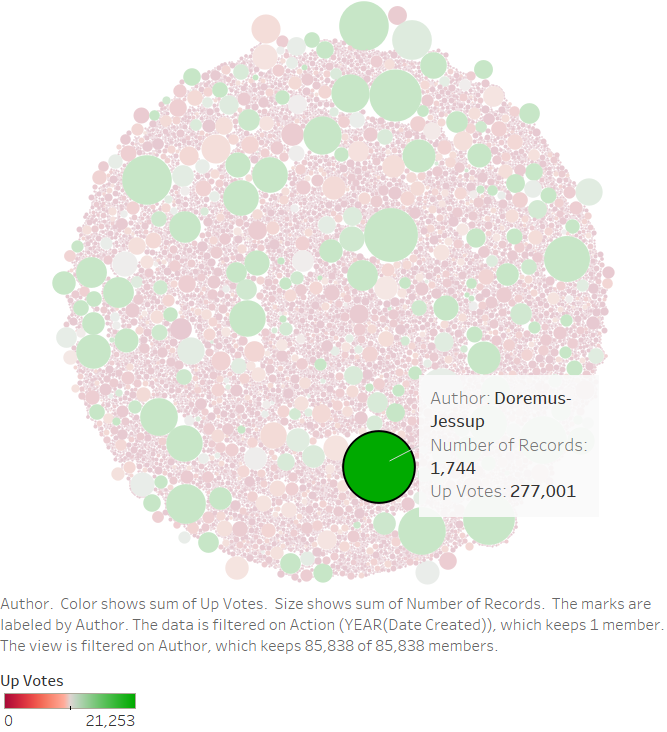 Author: Doremus-
Jessup
Number of Records:
1,744
Up Votes: 277,001
Author.  Color shows sum of Up Votes.  Size shows sum of Number of Records.  The marks are
labeled by Author. The data is filtered on Action (YEAR(Date Created)), which keeps 1 member.
The view is filtered on Author, which keeps 85,838 of 85,838 members.
Up Votes
0 21,253